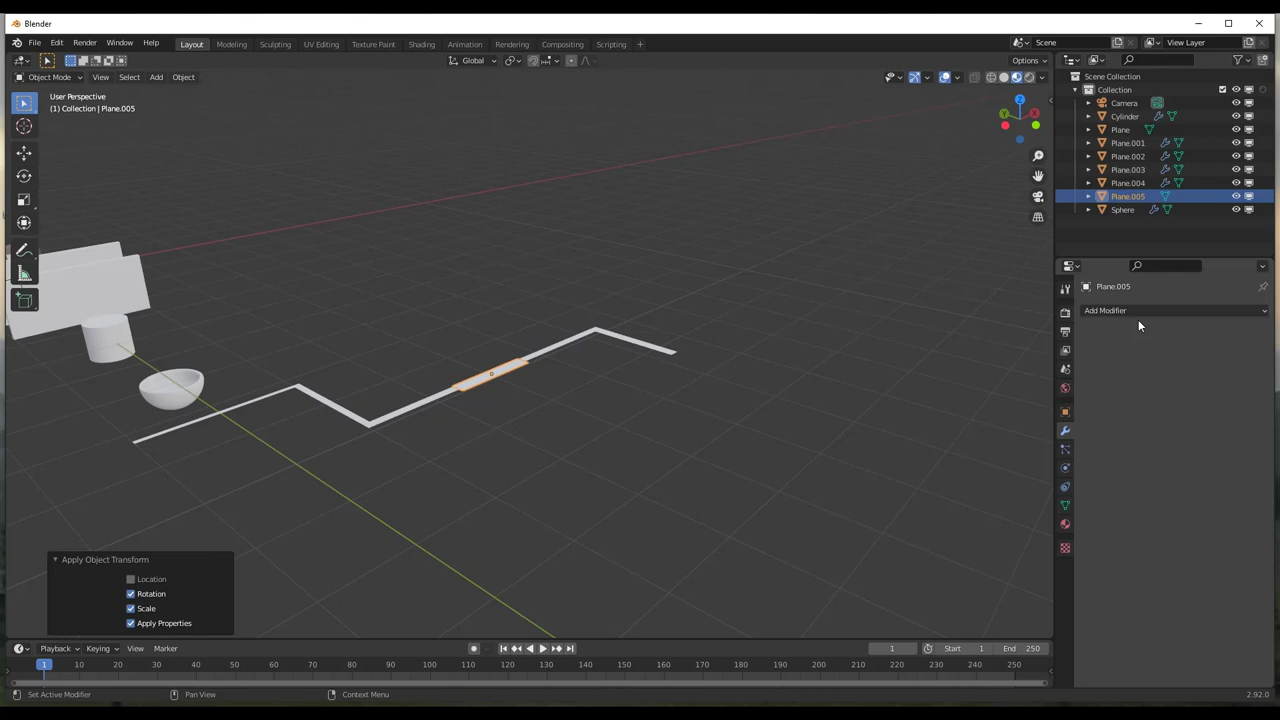 Blender
File Edit Render Window Help
Layout Modeling Sculpting UV Editing Texture Paint Shading Animation Rendering Compositing Scripting +
Scene
View Layer
Global
Options
Object Mode View Select Add Object
User Perspective
(1) Collection | Plane.005
Z
Y
X
Scene Collection
Collection
Camera
Cylinder
Plane
Plane.001
Plane.002
Plane.003
Plane.004
Plane.005
Sphere
Plane.005
Add Modifier
Apply Object Transform
Location
Rotation
Scale
Apply Properties
Playback Keying View Marker
1 Start 1 End 250
1 10 20 30 40 50 60 70 80 90 100 110 120 130 140 150 160 170 180 190 200 210 220 230 240 250
Set Active Modifier Pan View Context Menu 2.92.0